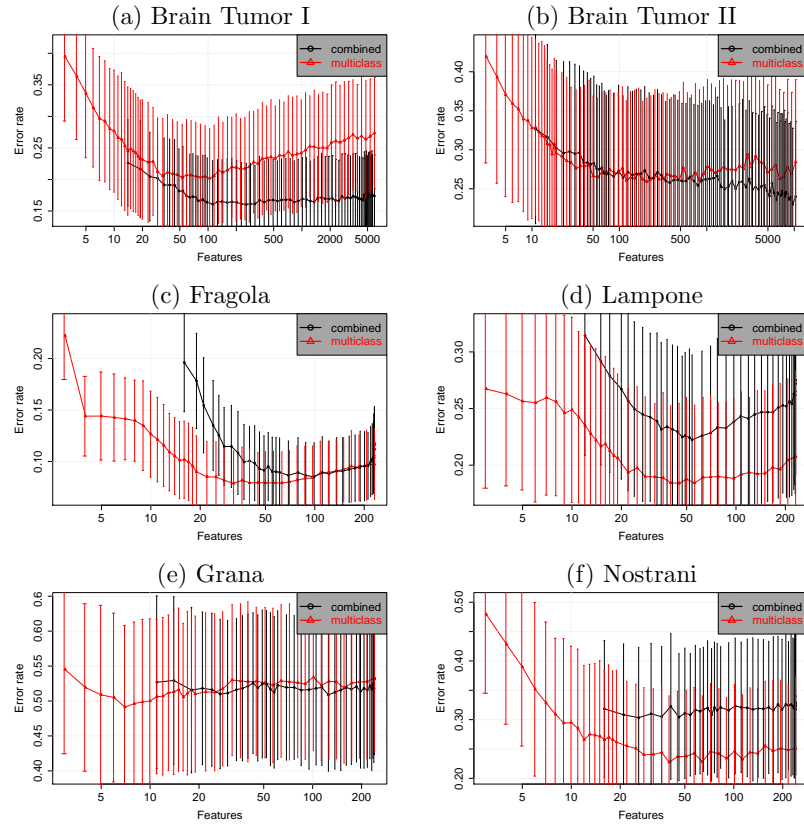 (a) Brain Tumor I
(b) Brain Tumor II
combined
multiclass
Error rate
0.15 0.25 0.35
5 10 20 50 100 500 2000 5000
Features
combined
multiclass
Error rate
0.25 0.30 0.35 0.40
5 10 50 100 500 5000
Features
(c) Fragola
(d) Lampone
combined
multiclass
Error rate
0.10 0.15 0.20
5 10 20 50 100 200
Features
combined
multiclass
Error rate
0.20 0.25 0.30
5 10 20 50 100 200
Features
(e) Grana
(f) Nostrani
combined
multiclass
Error rate
0.40 0.45 0.50 0.55 0.60 0.6
5 10 20 50 100 200
Features
combined
multiclass
Error rate
0.20 0.30 0.40 0.50
5 10 20 50 100 200
Features